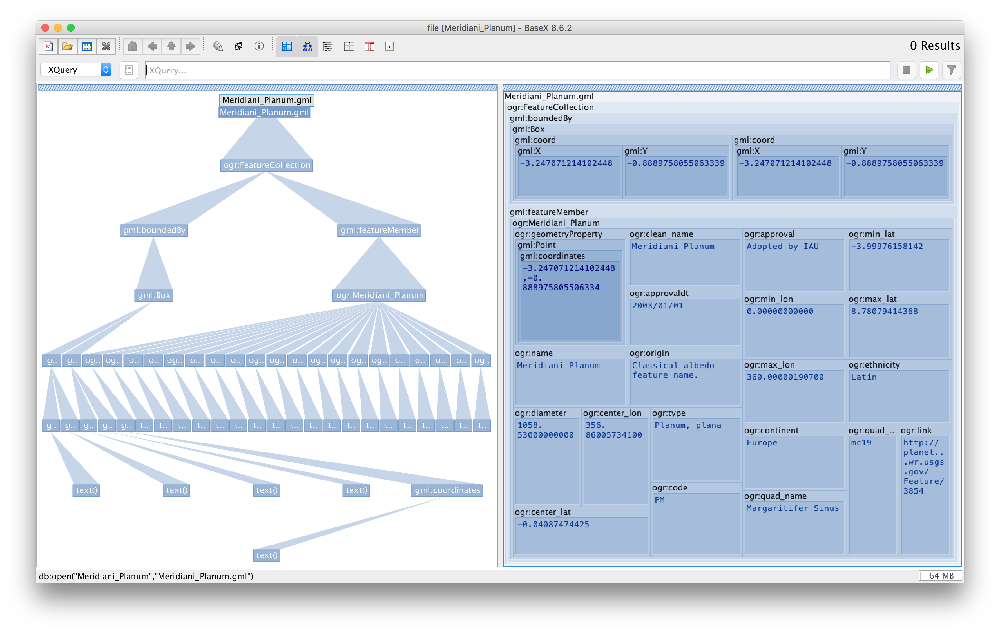 file [Meridiani_Planum] - BaseX 8.6.2
0 Results
XQuery
XQuery...
Meridiani_Planum.gml
Meridiani_Planum.gml
ogr:FeatureCollection
gml:boundedBy
gml:featureMember
gml:Box
ogr:Meridiani_Planum
g.. g.. og.. og.. o.. o.. og.. o.. o.. o.. og.. og.. o.. og.. og.. og.. og.. o.. o.. o.. o.. og..
g.. g.. g.. g.. g.. t.. t.. t.. t.. t.. t.. t.. t.. t.. t.. t.. t.. t.. t.. t.. t.. t.. t.. t..
text() text() text() text() gml:coordinates
text()
Meridiani_Planum.gml
ogr:FeatureCollection
gml:boundedBy
gml:Box
gml:coord
gml:X
-3.247071214102448
gml:Y
-0.8889758055063339
gml:coord
gml:X
-3.247071214102448
gml:Y
-0.8889758055063339
gml:featureMember
ogr:Meridiani_Planum
ogr:geometryProperty
gml:Point
gml:coordinates
-3.247071214102448
,-0.
888975805506334
ogr:clean_name
Meridiani Planum
ogr:approvaldt
2003/01/01
ogr:approval
Adopted by IAU
ogr:min_lat
-3.99976158142
ogr:min_lon
0.00000000000
ogr:max_lat
8.78079414368
ogr:name
Meridiani Planum
ogr:origin
Classical albedo
feature name.
ogr:max_lon
360.00000190700
ogr:ethnicity
Latin
ogr:diameter
1058.
53000000000
ogr:center_lon
356.
86005734100
ogr:type
Planum, plana
ogr:continent
Europe
ogr:quad_..
mc19
ogr:link
http://
planet..
.wr.usgs
.gov/
Feature/
3854
ogr:code
PM
ogr:quad_name
Margaritifer Sinus
ogr:center_lat
-0.04087474425
db:open("Meridiani_Planum","Meridiani_Planum.gml")
64 MB